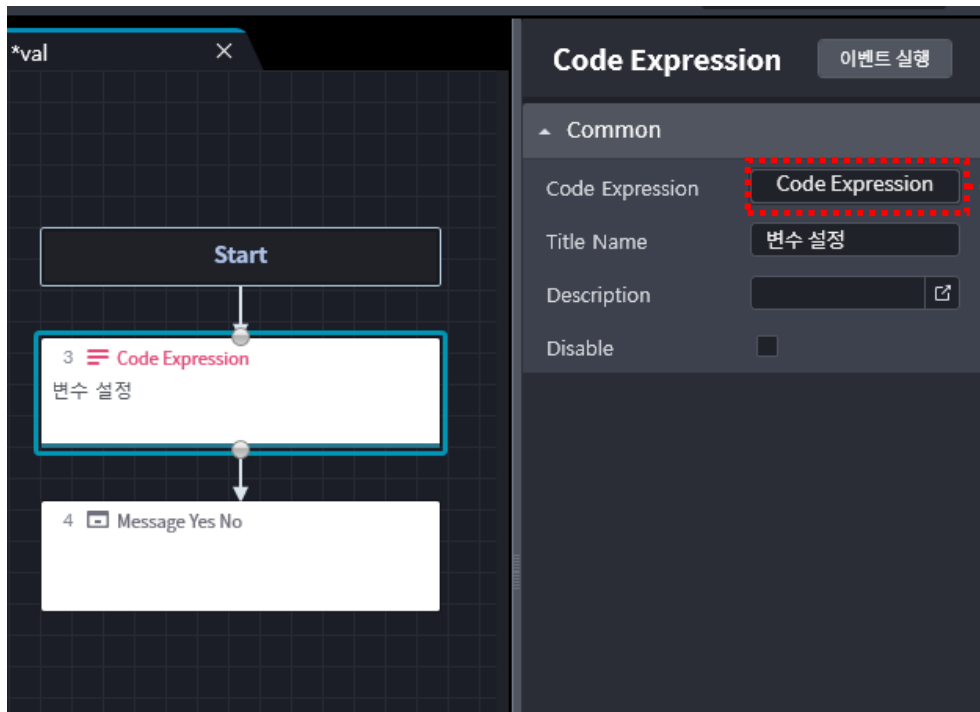 *val
Start
3 Code Expression
변수 설정
4 Message Yes No
Code Expression 이벤트 실행
Common
Code Expression Code Expression
Title Name 변수 설정
Description
Disable